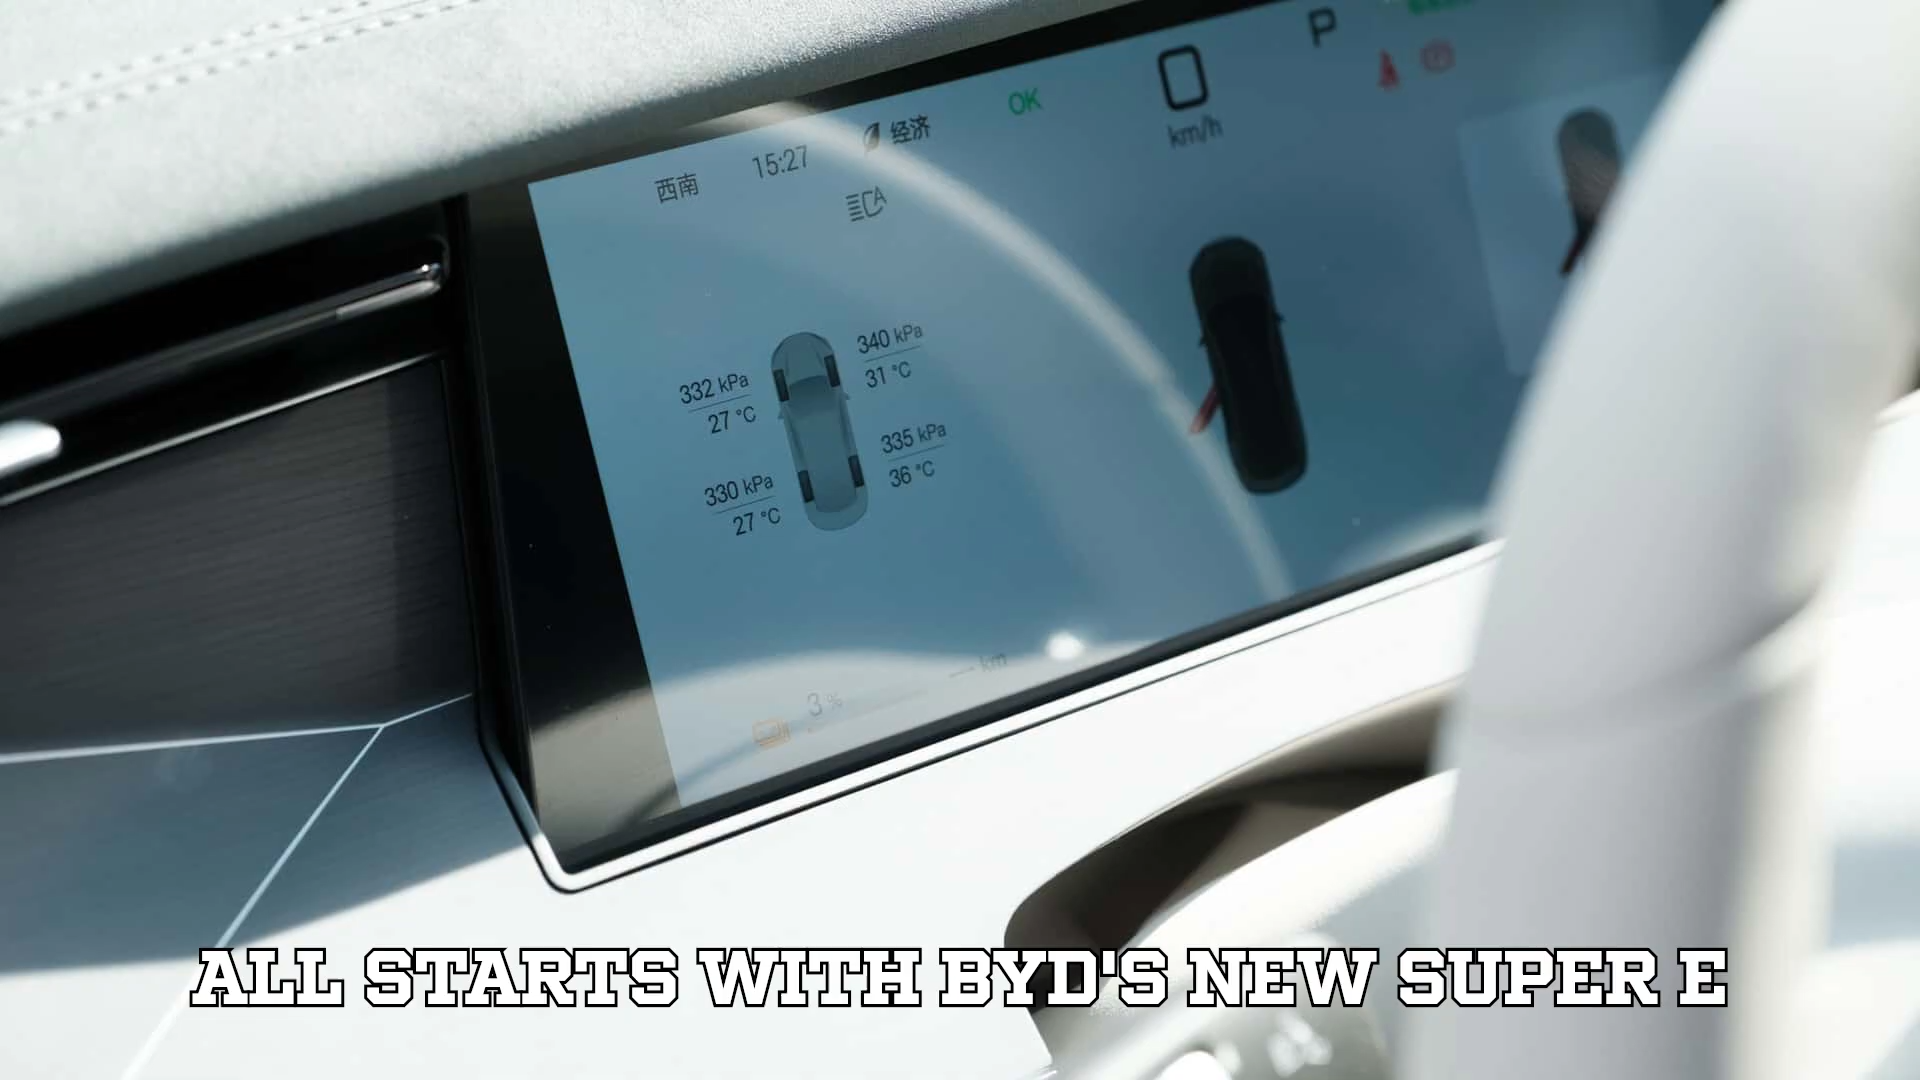 P
OK
0
km/h
经济
15:27
西南
340 kPa
31 °C
332 kPa
27 °C
335 kPa
36 °C
330 kPa
27 °C
km
3 %
ALL STARTS WITH BYD'S NEW SUPER E